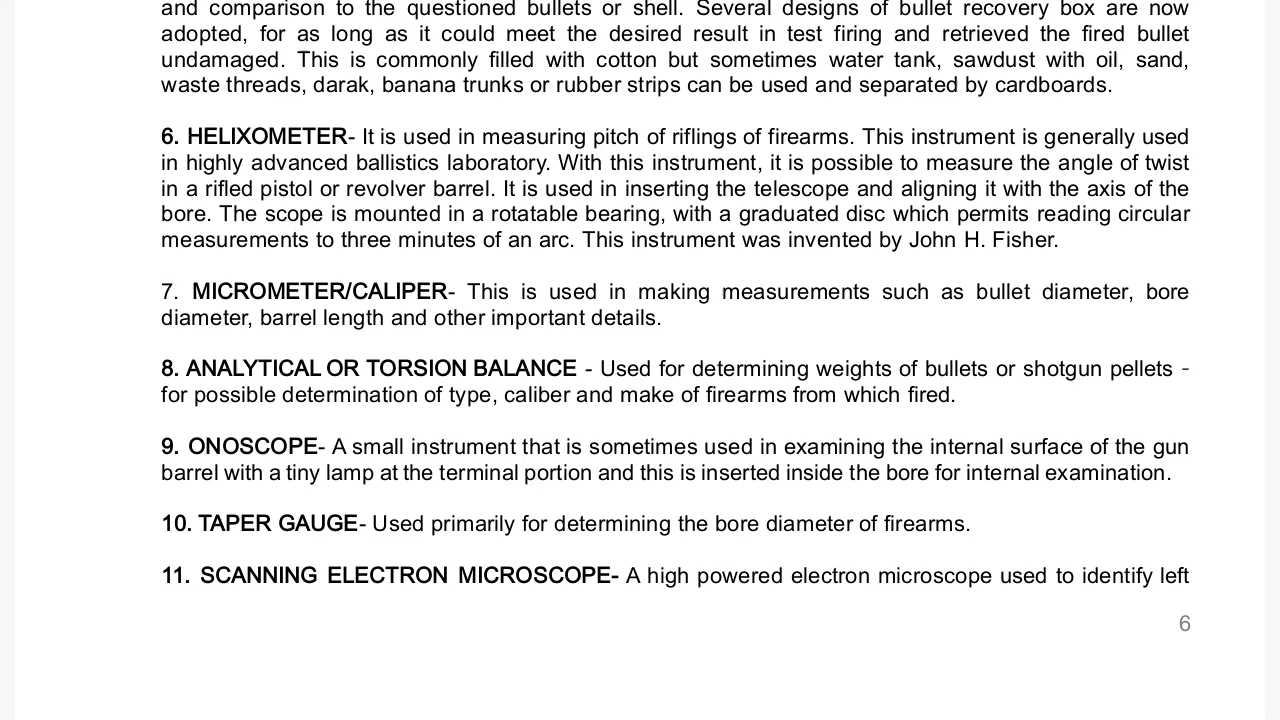 and comparison to the questioned bullets or shell. Several designs of bullet recovery box are now
adopted, for as long as it could meet the desired result in test firing and retrieved the fired bullet
undamaged. This is commonly filled with cotton but sometimes water tank, sawdust with oil, sand,
waste threads, darak, banana trunks or rubber strips can be used and separated by cardboards.
6. HELIXOMETER- It is used in measuring pitch of riflings of firearms. This instrument is generally used
in highly advanced ballistics laboratory. With this instrument, it is possible to measure the angle of twist
in a rifled pistol or revolver barrel. It is used in inserting the telescope and aligning it with the axis of the
bore. The scope is mounted in a rotatable bearing, with a graduated disc which permits reading circular
measurements to three minutes of an arc. This instrument was invented by John H. Fisher.
7. MICROMETER/CALIPER- This is used in making measurements such as bullet diameter, bore
diameter, barrel length and other important details.
8. ANALYTICAL OR TORSION BALANCE - Used for determining weights of bullets or shotgun pellets -
for possible determination of type, caliber and make of firearms from which fired.
9. ONOSCOPE- A small instrument that is sometimes used in examining the internal surface of the gun
barrel with a tiny lamp at the terminal portion and this is inserted inside the bore for internal examination.
10. TAPER GAUGE- Used primarily for determining the bore diameter of firearms.
11. SCANNING ELECTRON MICROSCOPE- A high powered electron microscope used to identify left
6